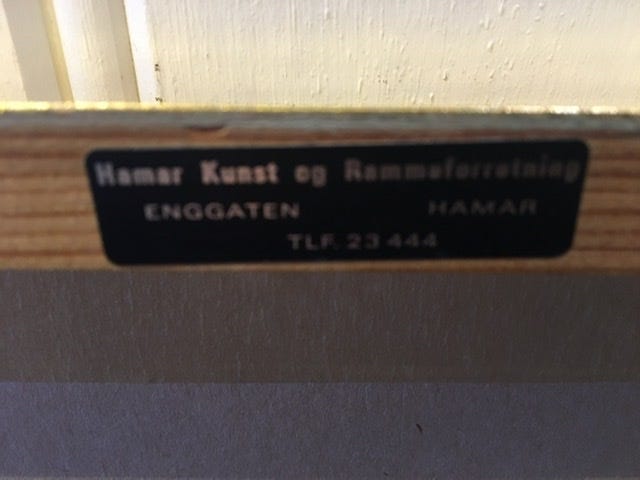 Hamar Kunst og Rammeforretning
ENGGATEN HAMAR
TLF. 23 444